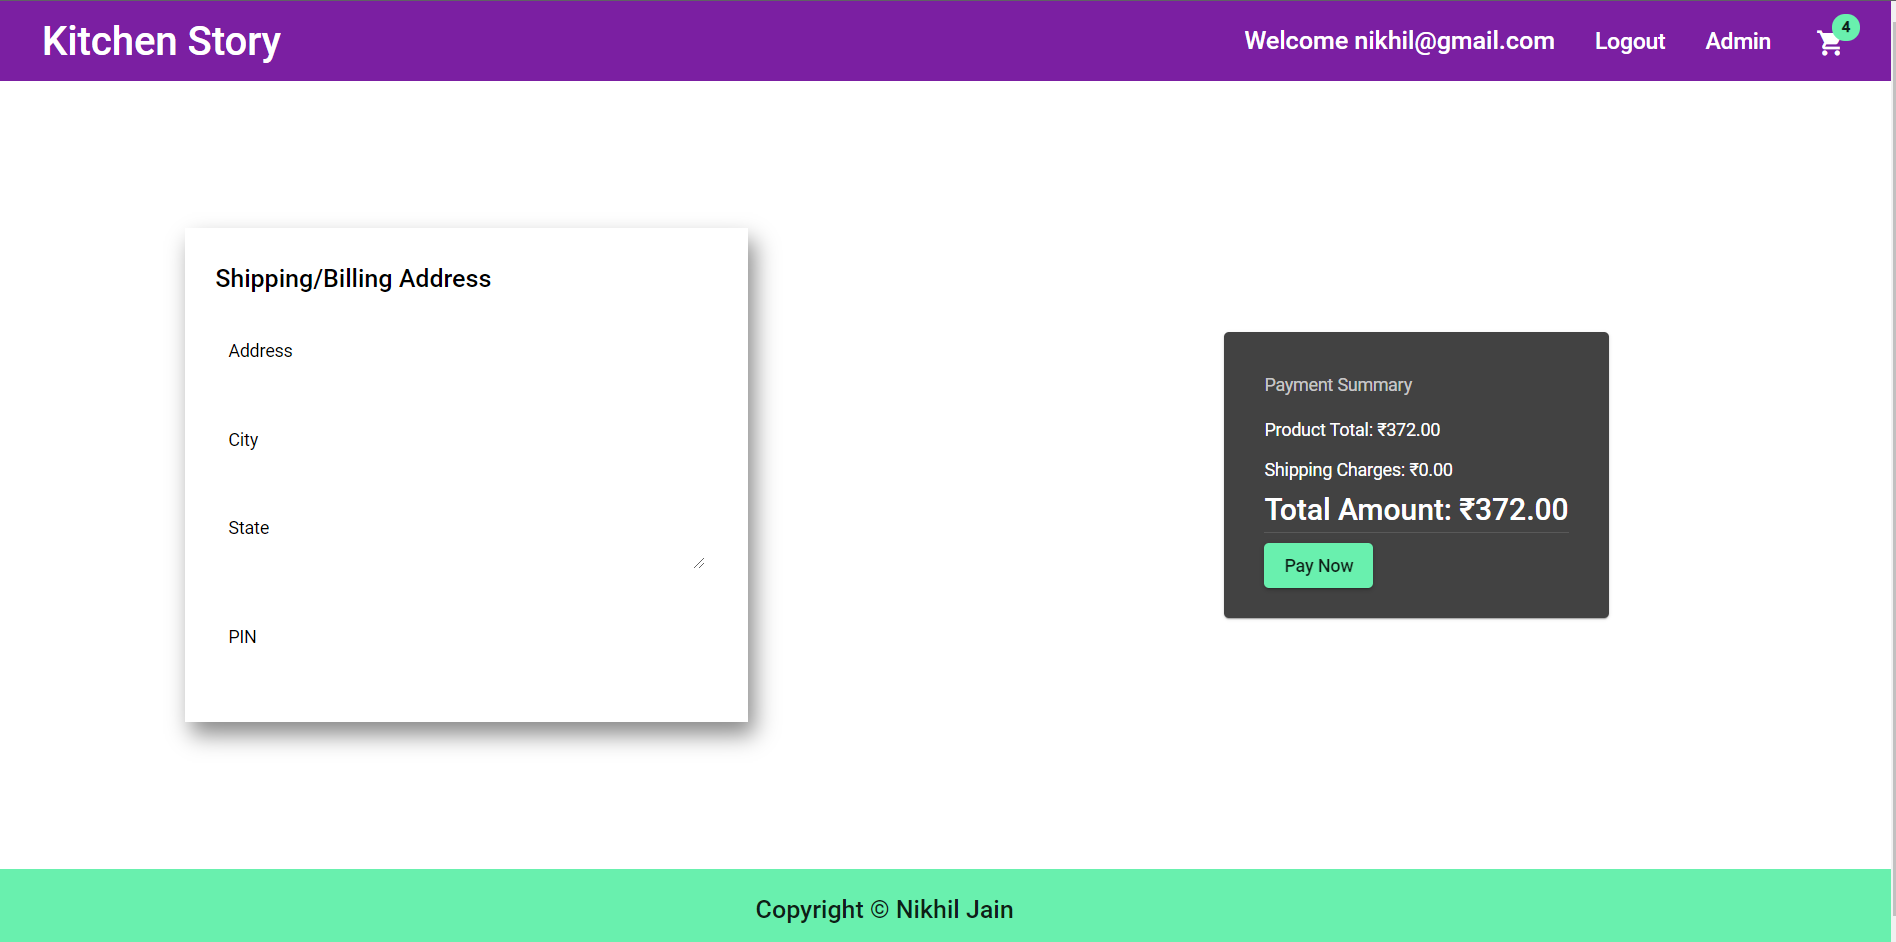 Kitchen Story
Welcome nikhil@gmail.com
Logout
Admin
4
Shipping/Billing Address
Address
City
State
PIN
Payment Summary
Product Total: ₹372.00
Shipping Charges: ₹0.00
Total Amount: ₹372.00
Pay Now
Copyright © Nikhil Jain